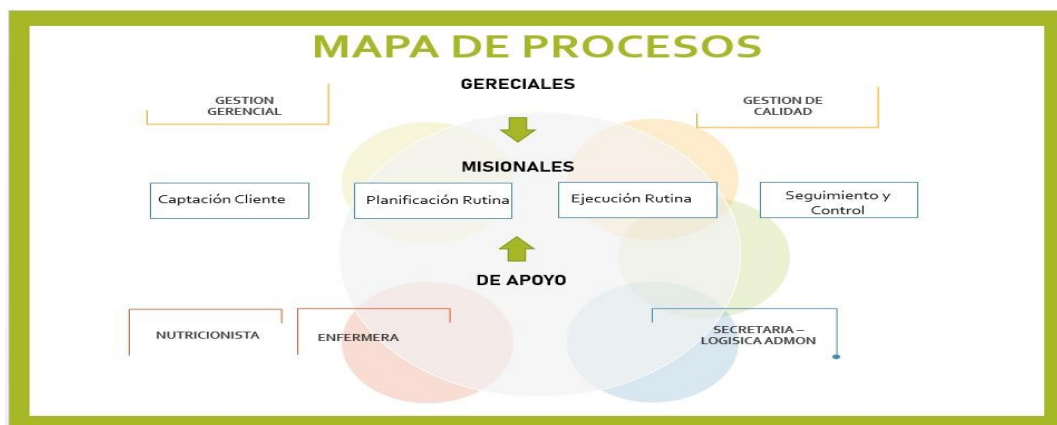 MAPA DE PROCESOS
GERECIALES
GESTION
GERENCIAL
GESTION DE
CALIDAD
MISIONALES
Captación Cliente
Planificación Rutina
Ejecución Rutina
Seguimiento y
Control
DE APOYO
NUTRICIONISTA
ENFERMERA
SECRETARIA –
LOGISICA ADMON